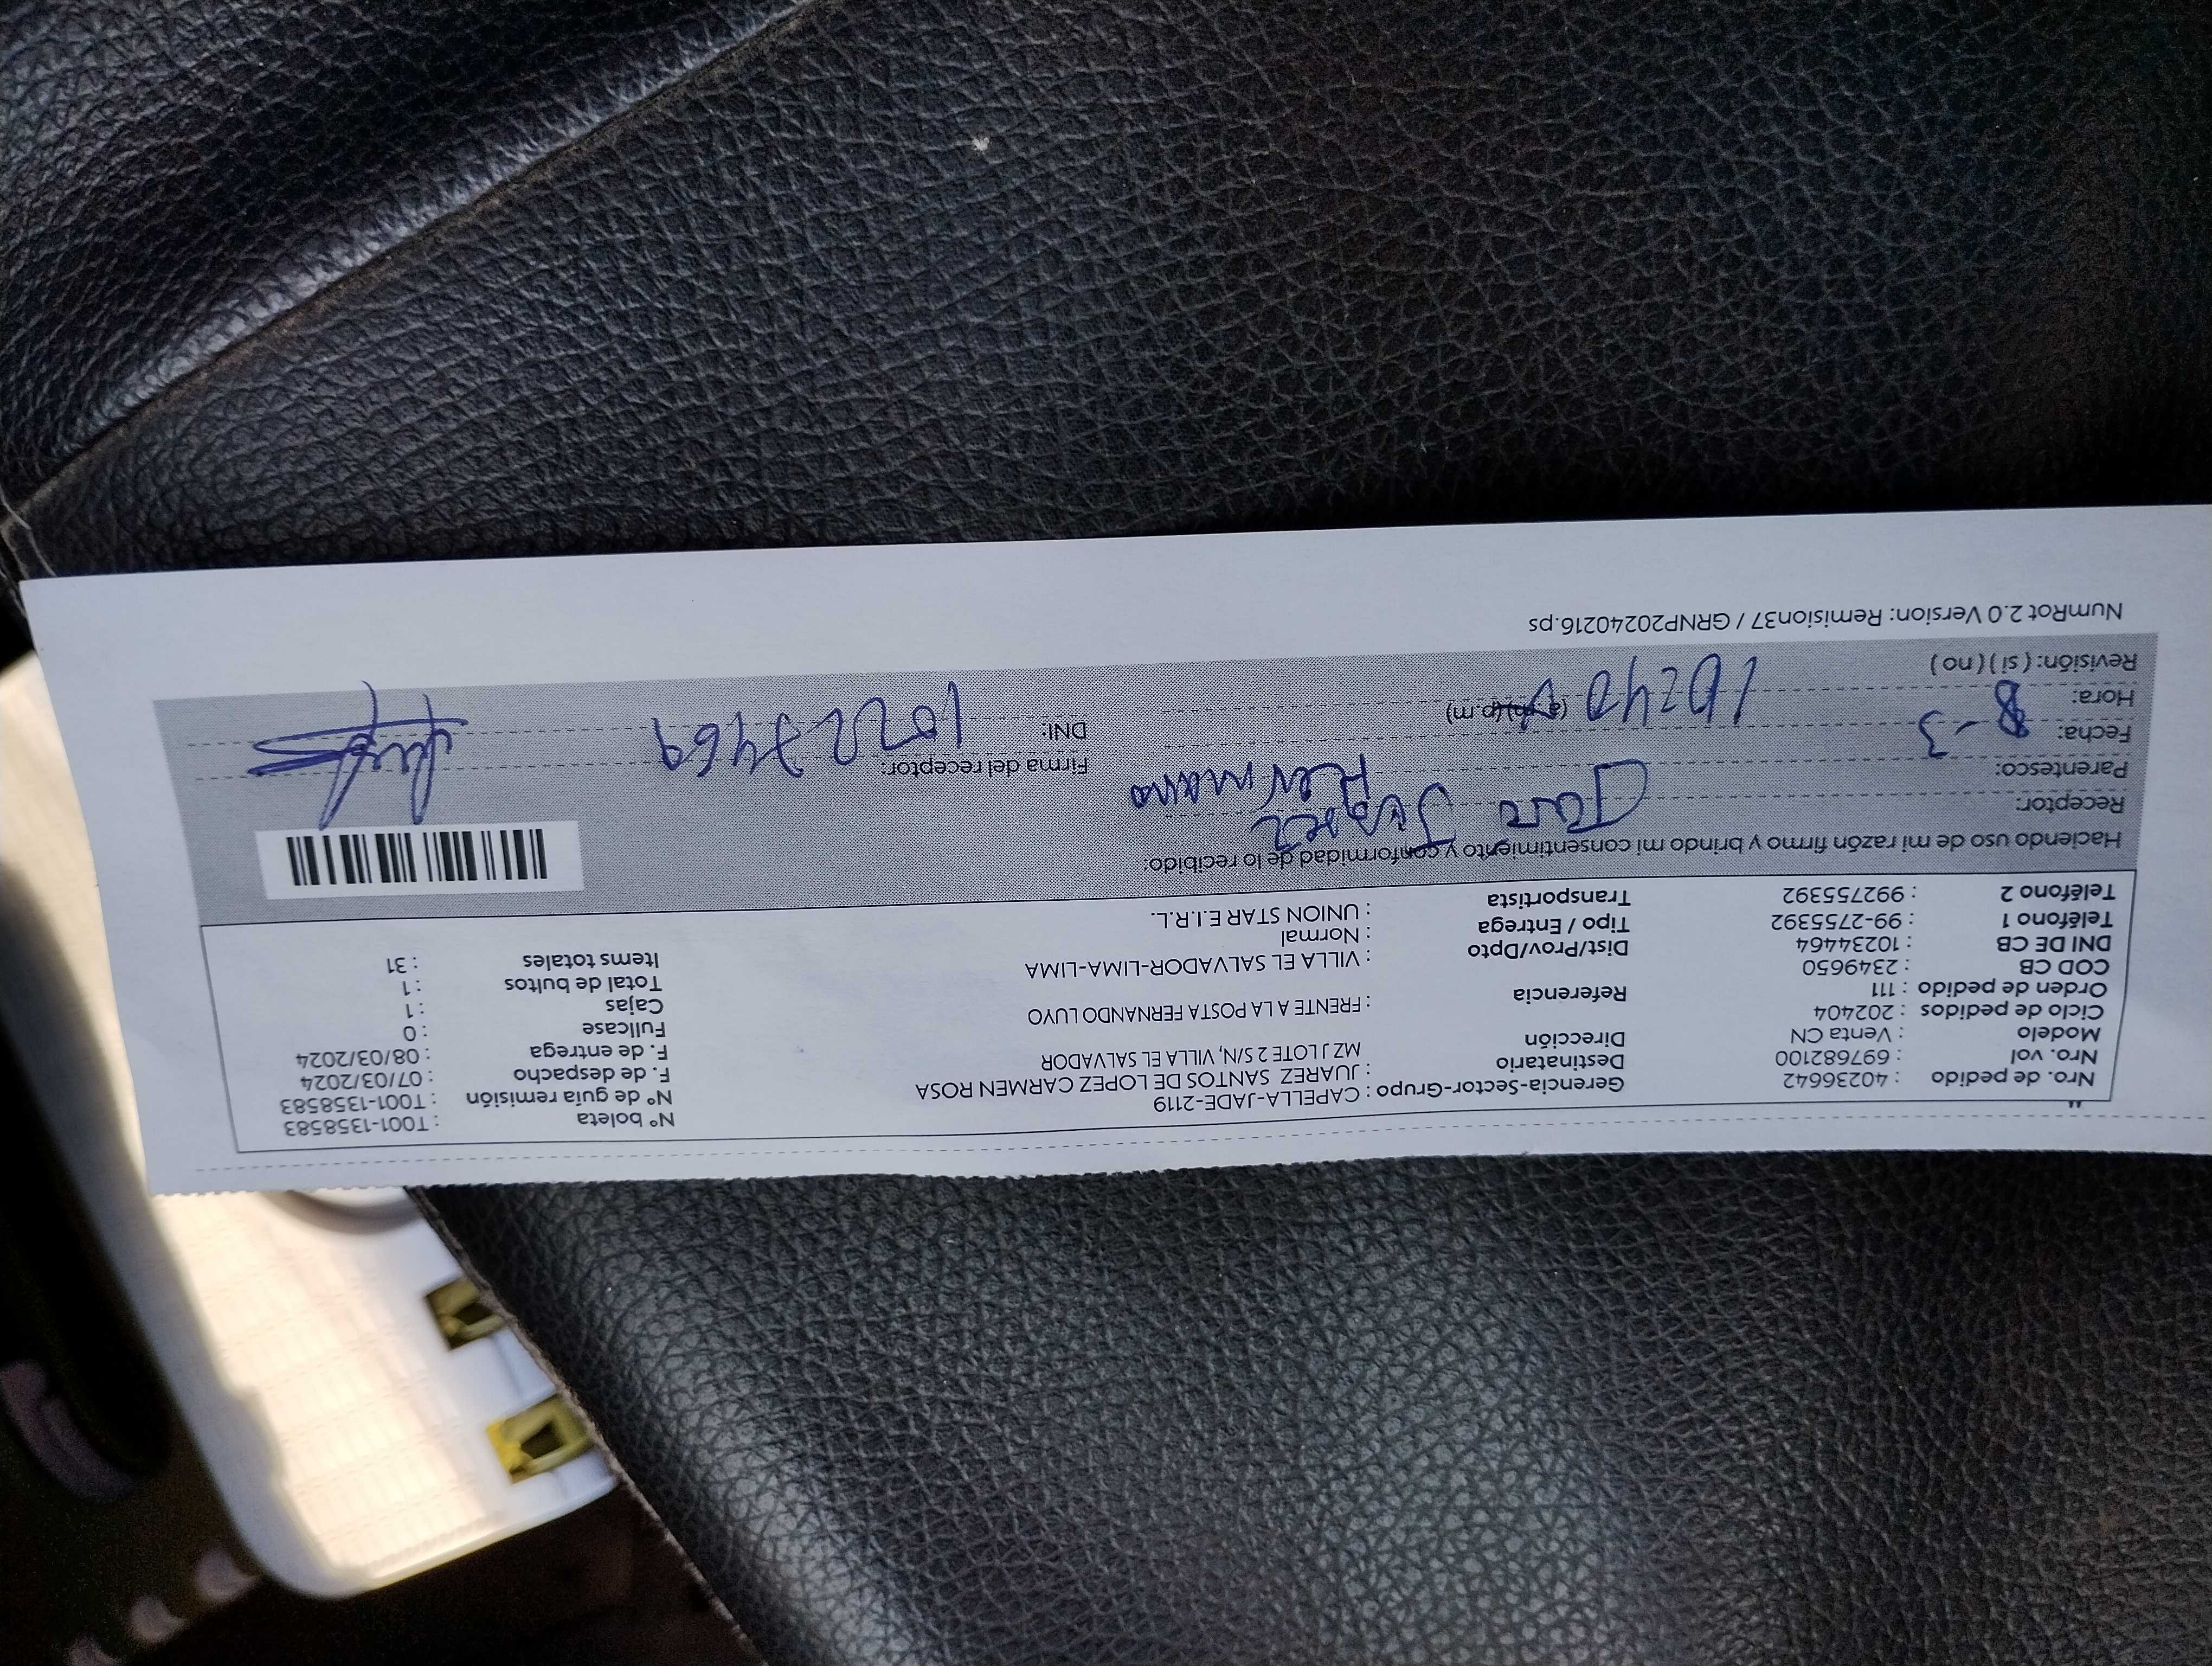 Nro. de pedido : 40236642
Nro. vol : 697682100
Modelo : Venta CN
Ciclo de pedidos : 202404
Orden de pedido : 111
COD CB : 2349650
DNI DE CB : 10234464
Teléfono 1 : 99-2755392
Teléfono 2 : 992755392
Gerencia-Sector-Grupo : CAPELLA-JADE-2119
Destinatario : JUAREZ SANTOS DE LOPEZ CARMEN ROSA
Dirección MZ J LOTE 2 S/N, VILLA EL SALVADOR
Referencia : FRENTE A LA POSTA FERNANDO LUYO
Dist/Prov/Dpto : VILLA EL SALVADOR-LIMA-LIMA
Tipo / Entrega : Normal
Transportista : UNION STAR E.I.R.L.
N° boleta : T001-1358583
N° de guía remisión : T001-1358583
F. de despacho : 07/03/2024
F. de entrega : 08/03/2024
Fullcase : 0
Cajas : 1
Total de bultos : 1
Items totales : 31
Haciendo uso de mi razón firmo y brindo mi consentimiento y conformidad de lo recibido:
Receptor: Juarez
Parentesco: Hermano
Fecha: 8-3
Hora: 10:40 (a.m)(p.m)
Revisión: ( si ) ( no )
Firma del receptor:
DNI: 10227469
NumRot 2.0 Version: Remision37 / GRNP20240216.ps